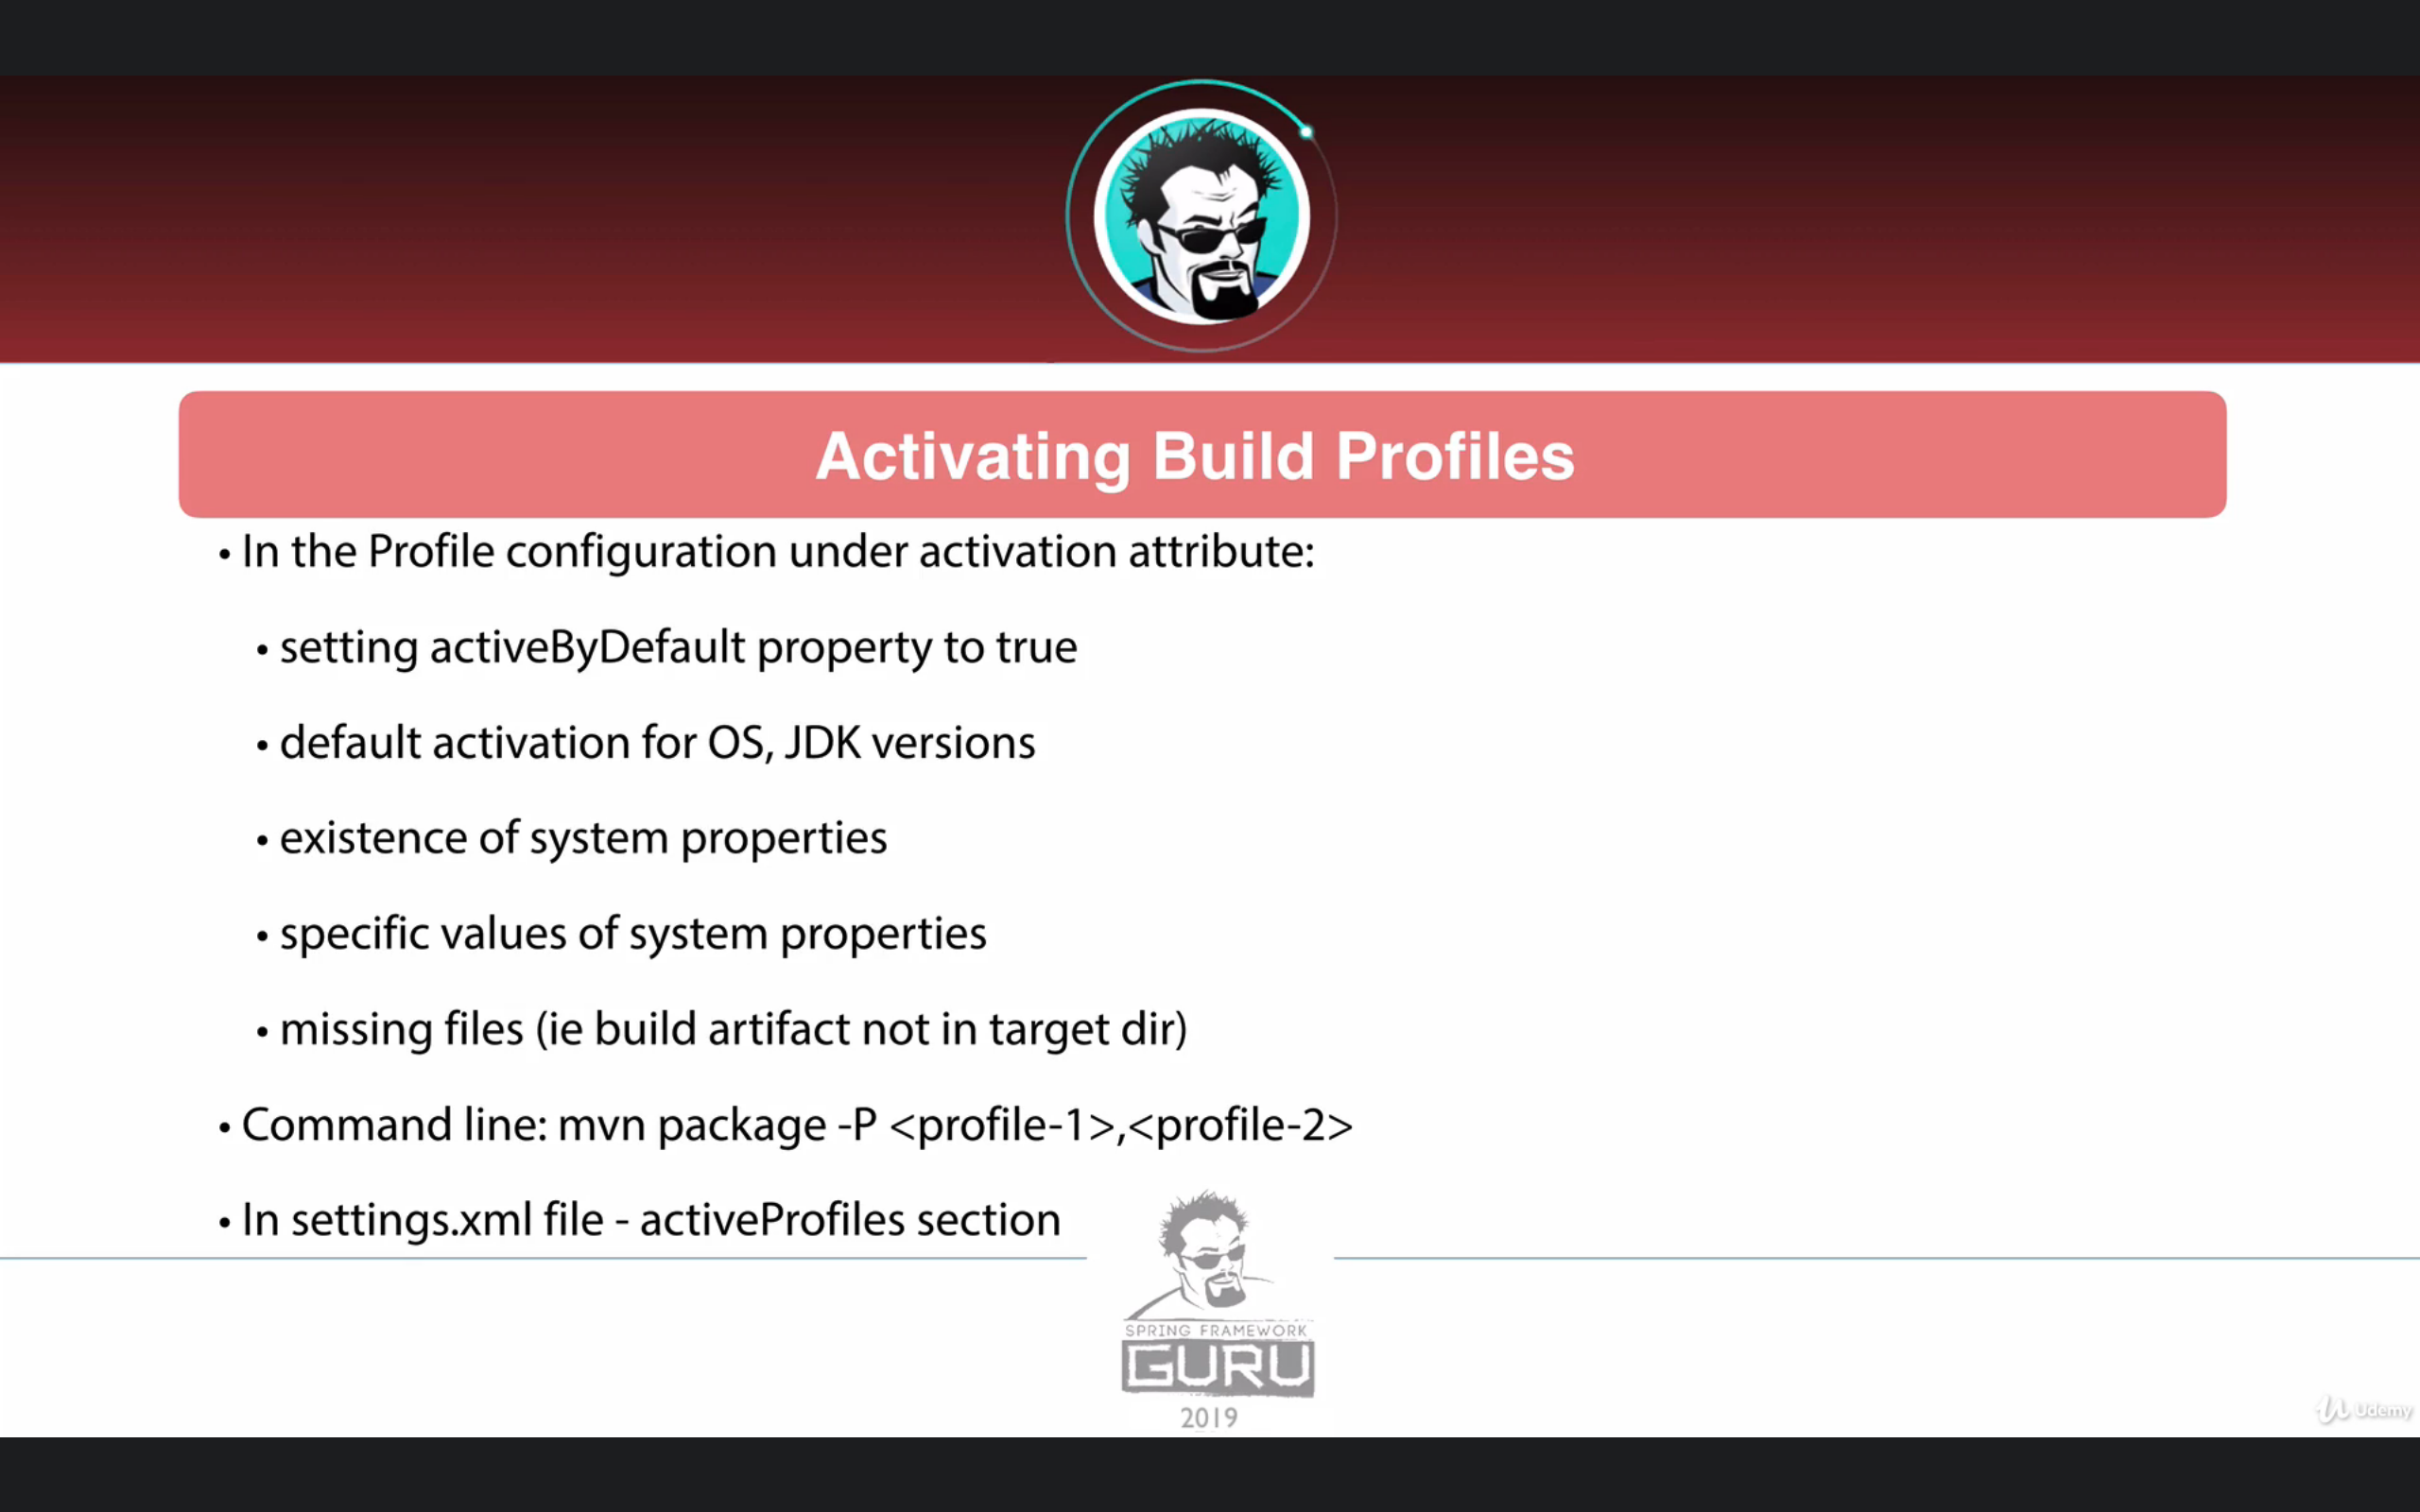 Activating Build Profiles
• In the Profile configuration under activation attribute:
• setting activeByDefault property to true
• default activation for OS, JDK versions
• existence of system properties
• specific values of system properties
• missing files (ie build artifact not in target dir)
• Command line: mvn package -P <profile-1>,<profile-2>
• In settings.xml file - activeProfiles section
SPRING FRAMEWORK
GURU
2019
Udemy